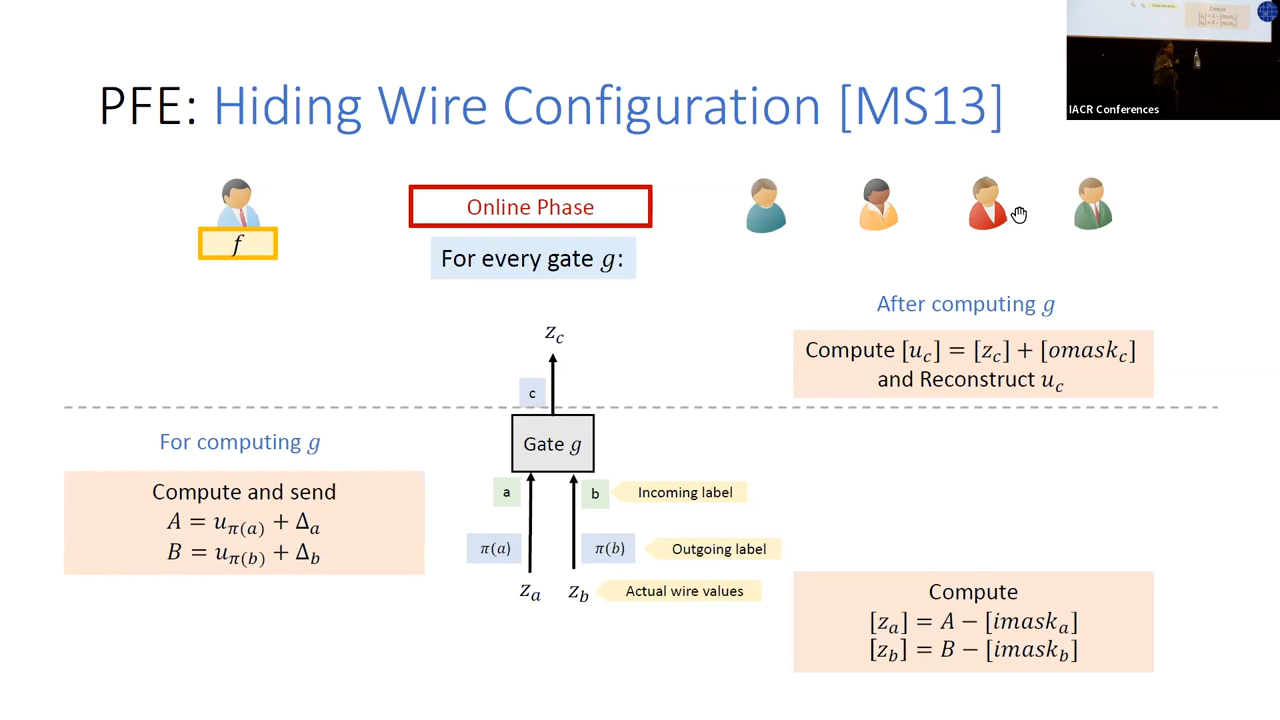 PFE: Hiding Wire Configuration [MS13]
IACR Conferences
f
Online Phase
For every gate g:
After computing g
Compute [u_c] = [z_c] + [omask_c]
and Reconstruct u_c
z_c
c
For computing g
Gate g
Compute and send
A = u_π(a) + Δ_a
B = u_π(b) + Δ_b
a
b
Incoming label
π(a)
π(b)
Outgoing label
z_a
z_b
Actual wire values
Compute
[z_a] = A − [imask_a]
[z_b] = B − [imask_b]